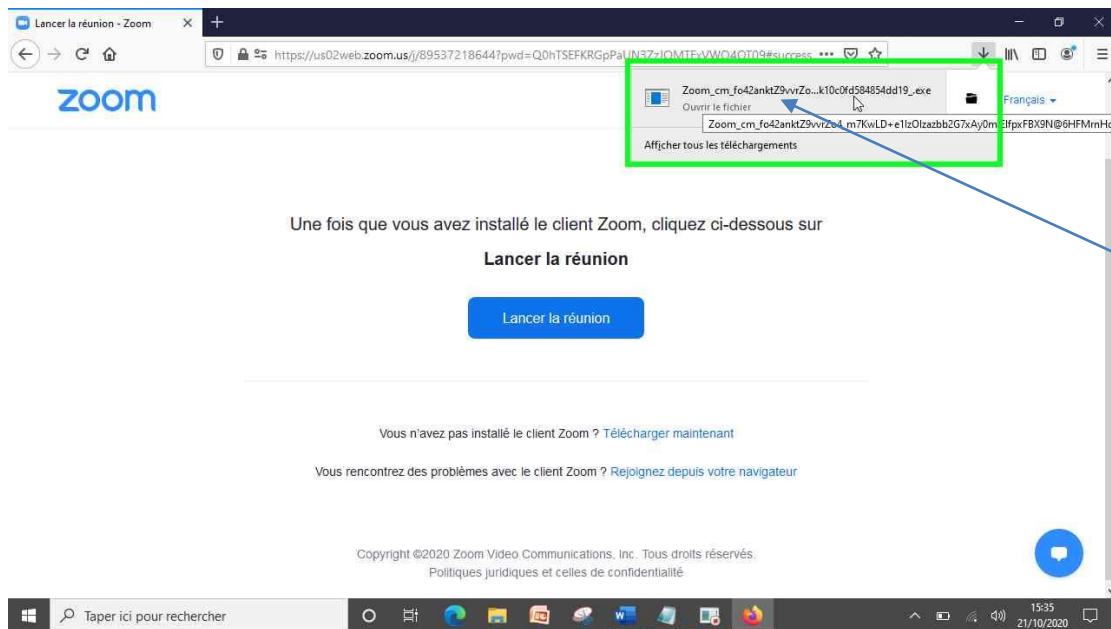 Lancer la réunion - Zoom
https://us02web.zoom.us/j/89537218644?pwd=Q0hTSEFKRGpPaUN3ZzJQMTFxVWO4QT09#success
zoom
Zoom_cm_fo42anktZ9vvrZo...k10c0fd584854dd19_.exe
Ouvrir le fichier
Français
Zoom_cm_fo42anktZ9vvrZo4_m7KwLD+e1IzOlzazbb2G7xAy0m
Afficher tous les téléchargements
Une fois que vous avez installé le client Zoom, cliquez ci-dessous sur
Lancer la réunion
Lancer la réunion
Vous n'avez pas installé le client Zoom ? Télécharger maintenant
Vous rencontrez des problèmes avec le client Zoom ? Rejoignez depuis votre navigateur
Copyright ©2020 Zoom Video Communications, Inc. Tous droits réservés.
Politiques juridiques et celles de confidentialité
Taper ici pour rechercher
15:35
21/10/2020